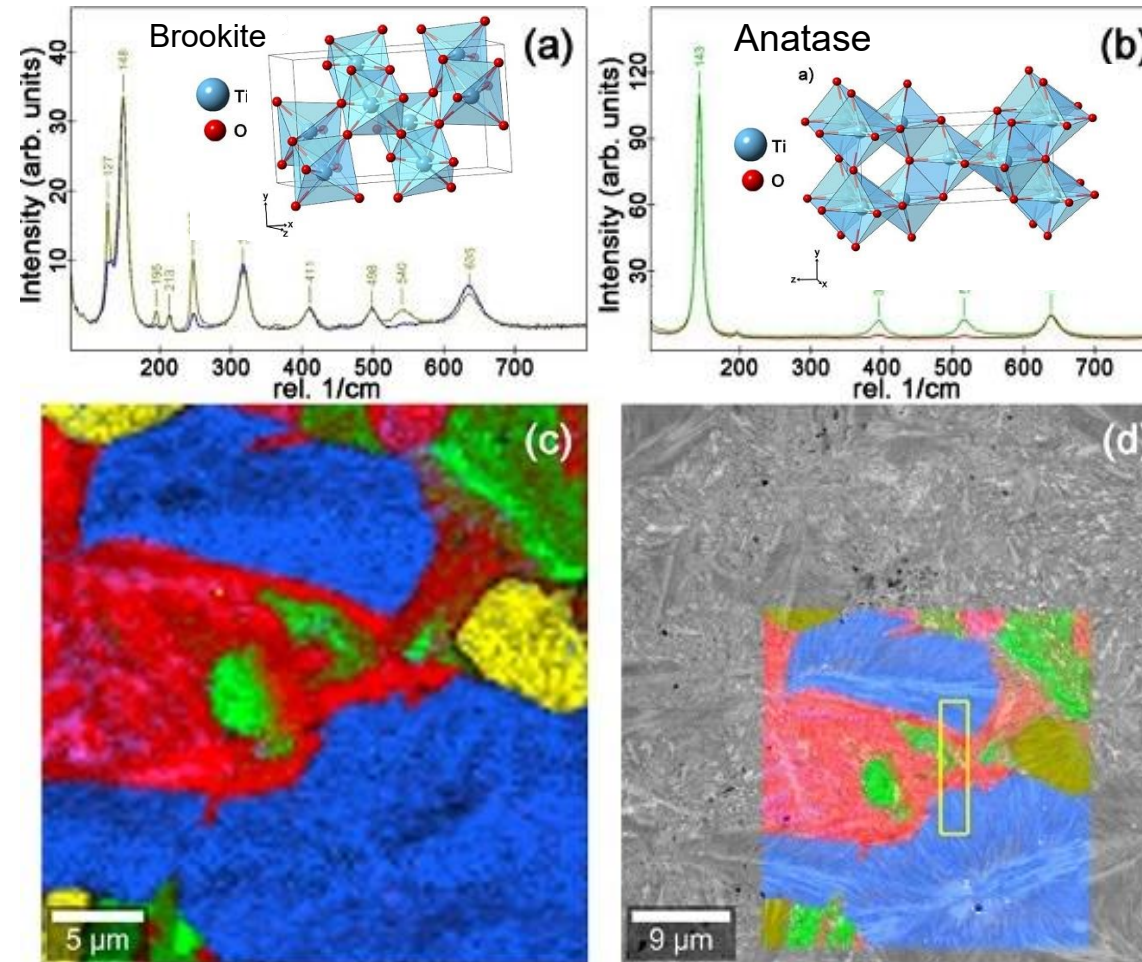 Brookite
(a)
Intensity (arb. units)
40
30
20
10
127
148
195
213
411
498
540
635
Ti
O
y
x
z
200 300 400 500 600 700
rel. 1/cm
Anatase
(b)
a)
Intensity (arb. units)
120
90
60
30
143
Ti
O
y
z
x
200 300 400 500 600 700
rel. 1/cm
(c)
5 µm
(d)
9 µm